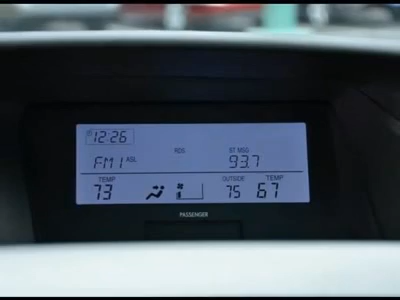 12:26
RDS ST MSG
FM1 ASL 93.7
TEMP OUTSIDE TEMP
73 75 67
PASSENGER